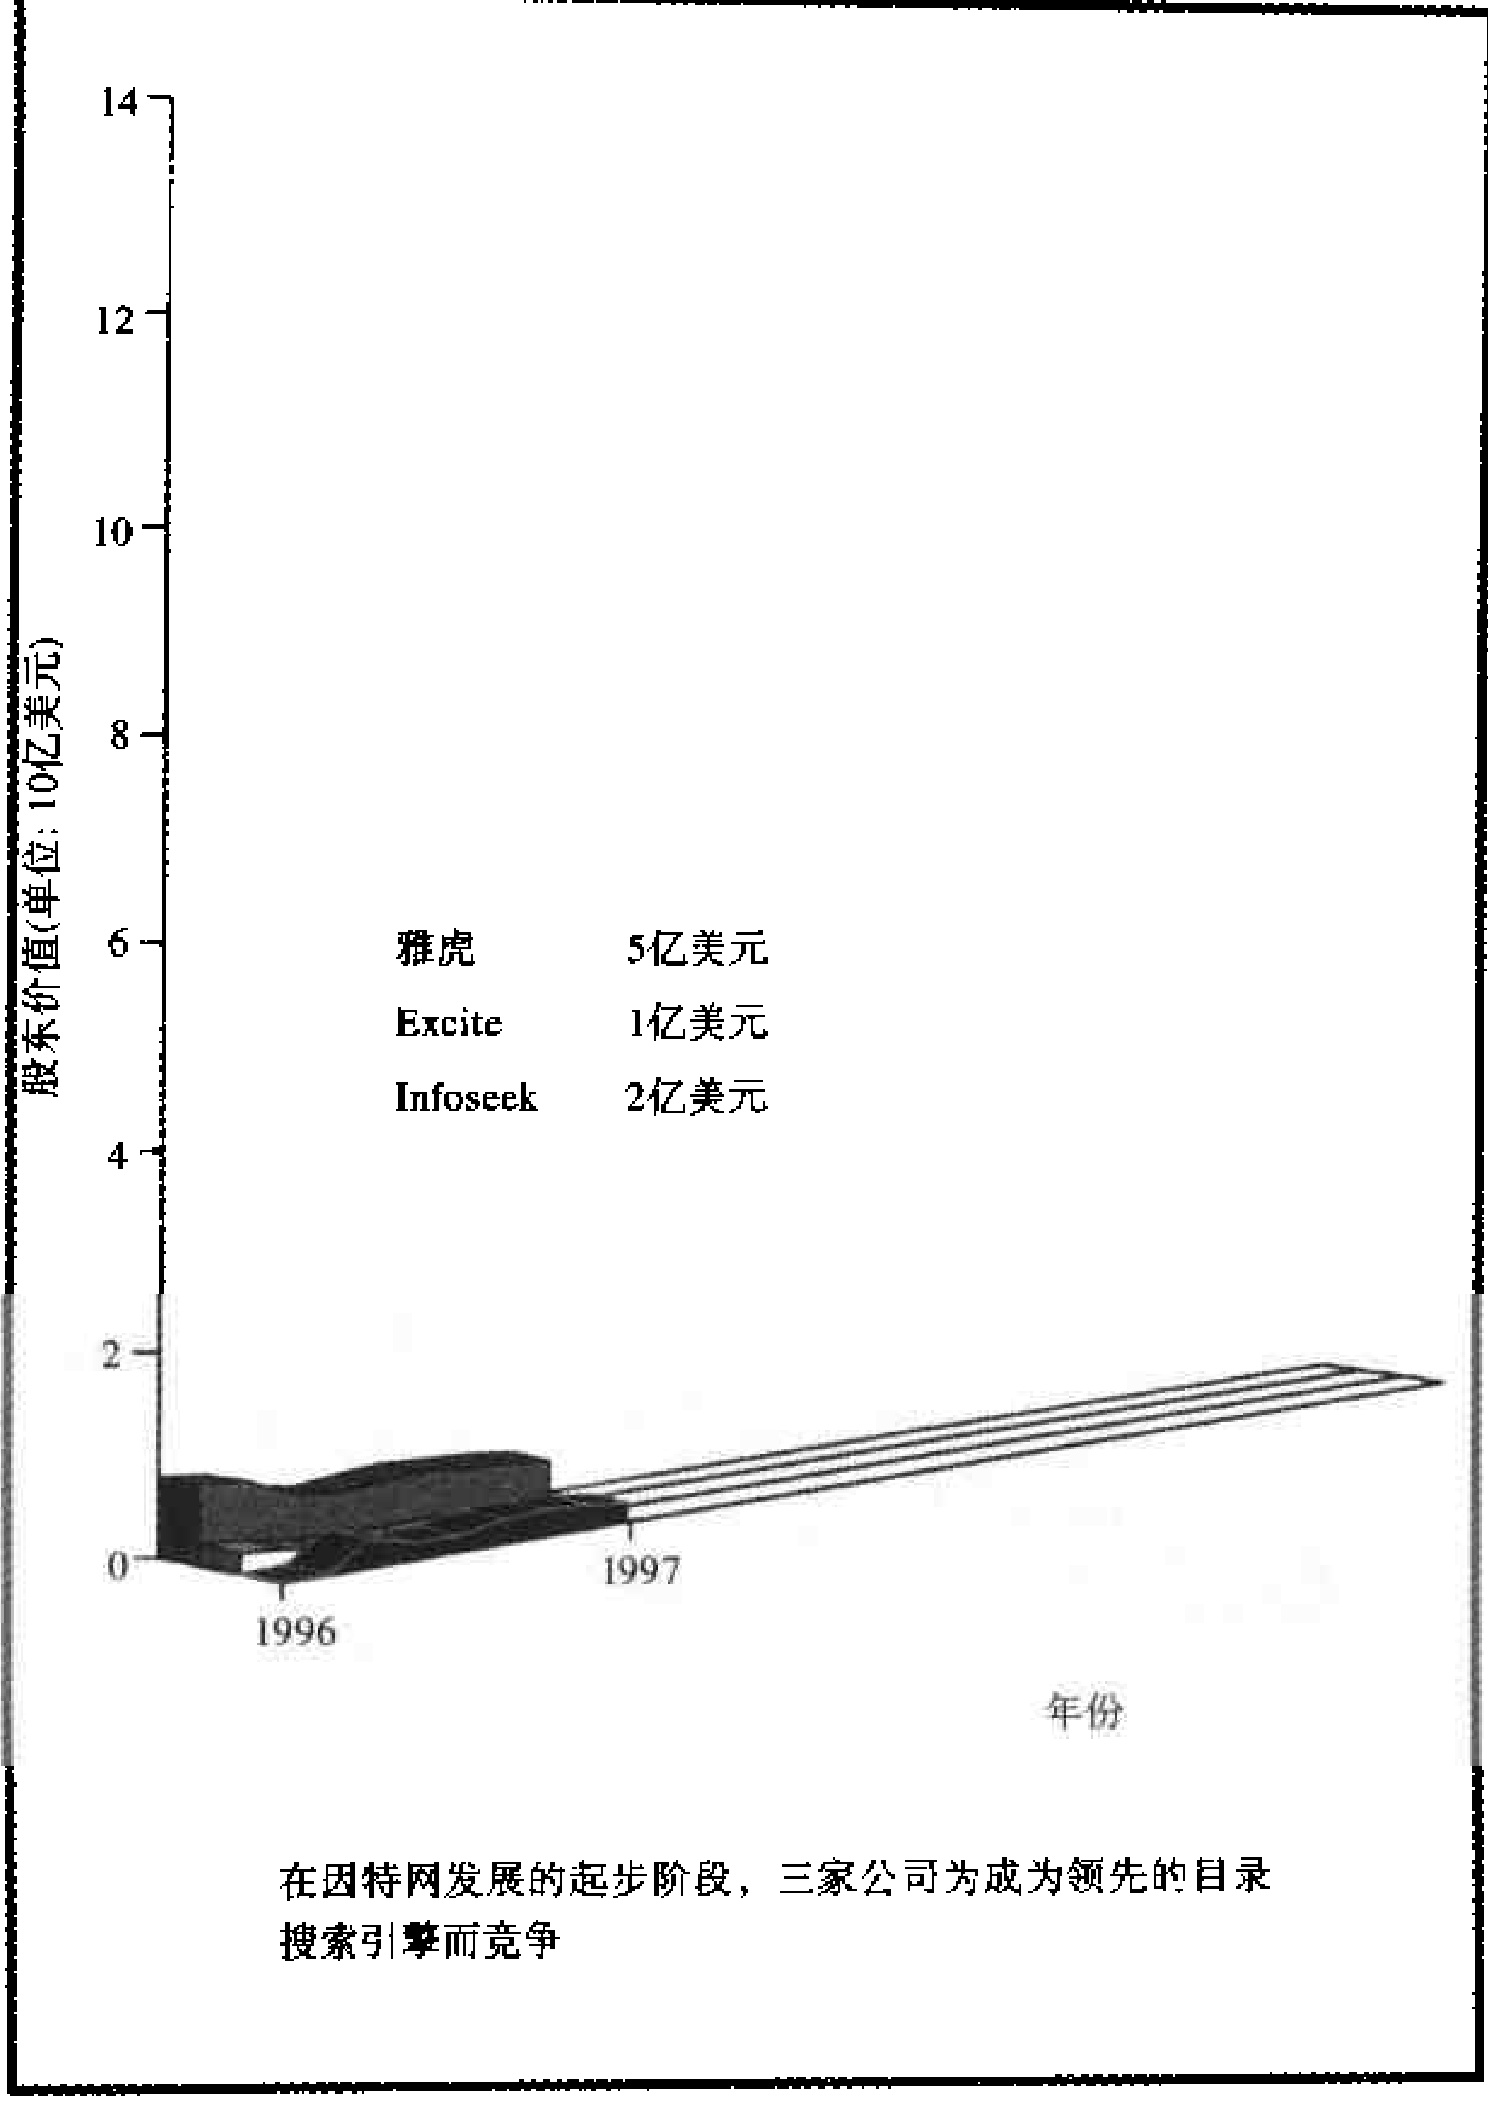 14
12
10
8
6
4
2
0
股东价值(单位：10亿美元)
雅虎 5亿美元
Excite 1亿美元
Infoseek 2亿美元
1996
1997
年份
在因特网发展的起步阶段，三家公司为成为领先的目录
搜索引擎而竞争